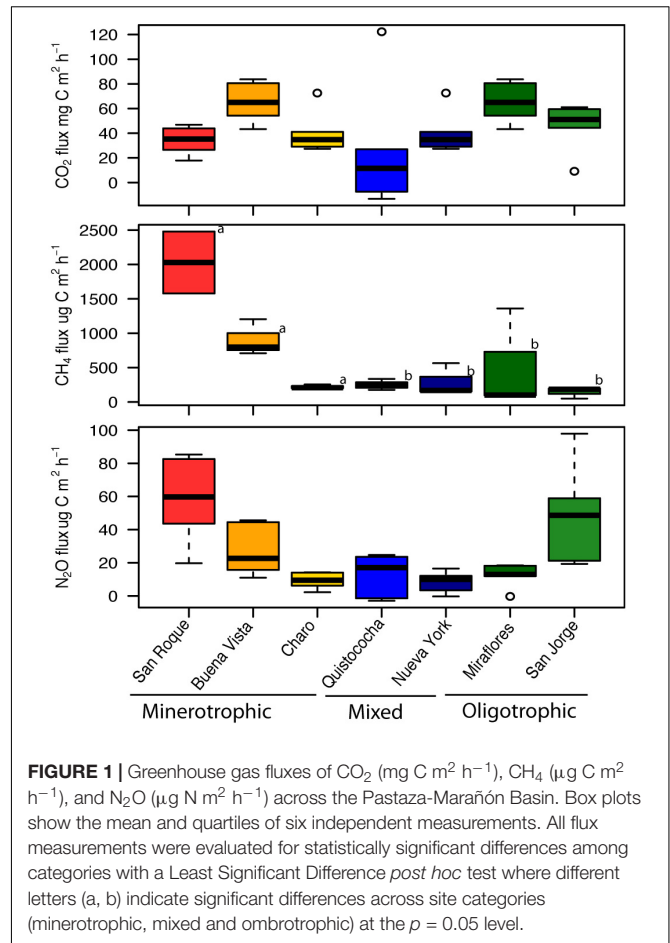 CO₂ flux mg C m² h⁻¹
120
100
80
60
40
20
0
CH₄ flux ug C m² h⁻¹
2500
2000
1500
1000
500
0
a
a
a
b
b
b
b
N₂O flux ug C m² h⁻¹
100
80
60
40
20
0
San Roque
Buena Vista
Charo
Quistococha
Nueva York
Miraflores
San Jorge
Minerotrophic
Mixed
Oligotrophic
FIGURE 1 | Greenhouse gas fluxes of CO₂ (mg C m² h⁻¹), CH₄ (μg C m²
h⁻¹), and N₂O (μg N m² h⁻¹) across the Pastaza-Marañón Basin. Box plots
show the mean and quartiles of six independent measurements. All flux
measurements were evaluated for statistically significant differences among
categories with a Least Significant Difference post hoc test where different
letters (a, b) indicate significant differences across site categories
(minerotrophic, mixed and ombrotrophic) at the p = 0.05 level.